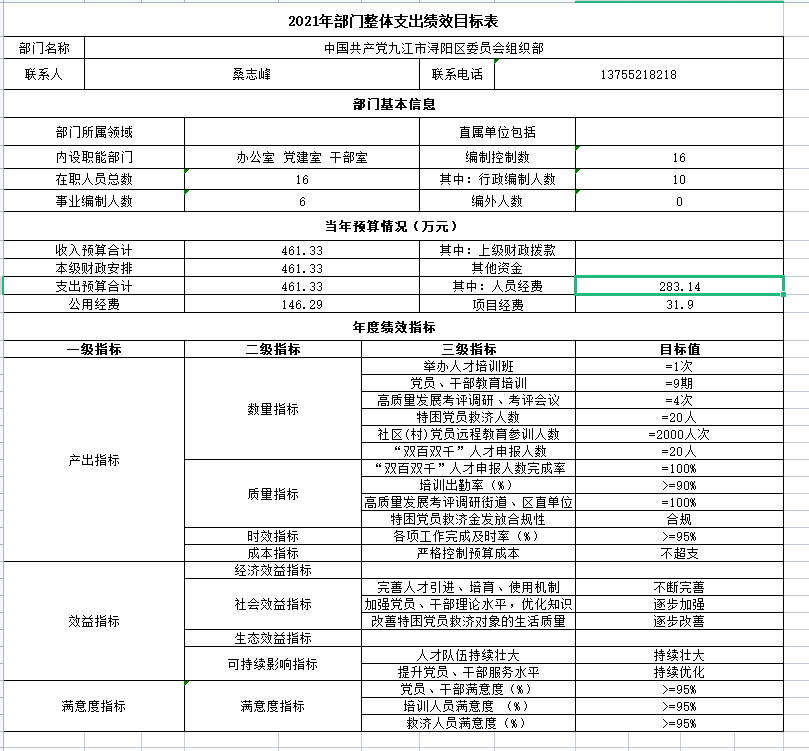 2021年部门整体支出绩效目标表
部门名称 中国共产党九江市浔阳区委员会组织部
联系人 桑志峰 联系电话 13755218218
部门基本信息
部门所属领域 直属单位包括
内设职能部门 办公室 党建室 干部室 编制控制数 16
在职人员总数 16 其中：行政编制人数 10
事业编制人数 6 编外人数 0
当年预算情况（万元）
收入预算合计 461.33 其中：上级财政拨款
本级财政安排 461.33 其他资金
支出预算合计 461.33 其中：人员经费 283.14
公用经费 146.29 项目经费 31.9
年度绩效指标
一级指标 二级指标 三级指标 目标值
产出指标 数量指标 举办人才培训班 =1次
党员、干部教育培训 =9期
高质量发展考评调研、考评会议 =4次
特困党员救济人数 =20人
社区(村)党员远程教育参训人数 =2000人次
“双百双千”人才申报人数 =20人
质量指标 “双百双千”人才申报人数完成率 =100%
培训出勤率（%） >=90%
高质量发展考评调研街道、区直单位 =100%
特困党员救济金发放合规性 合规
时效指标 各项工作完成及时率（%） >=95%
成本指标 严格控制预算成本 不超支
效益指标 经济效益指标
社会效益指标 完善人才引进、培育、使用机制 不断完善
加强党员、干部理论水平，优化知识 逐步加强
改善特困党员救济对象的生活质量 逐步改善
生态效益指标
可持续影响指标 人才队伍持续壮大 持续壮大
提升党员、干部服务水平 持续优化
满意度指标 满意度指标 党员、干部满意度（%） >=95%
培训人员满意度 （%） >=95%
救济人员满意度（%） >=95%